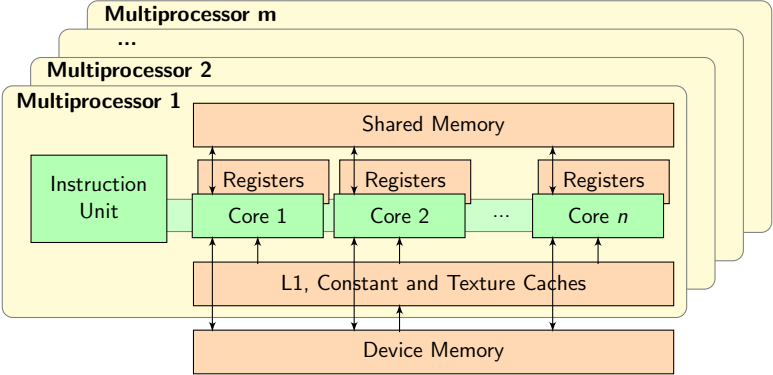 Multiprocessor m
...
Multiprocessor 2
Multiprocessor 1
Shared Memory
Registers Registers Registers
Instruction
Unit
Core 1 Core 2 ... Core n
L1, Constant and Texture Caches
Device Memory